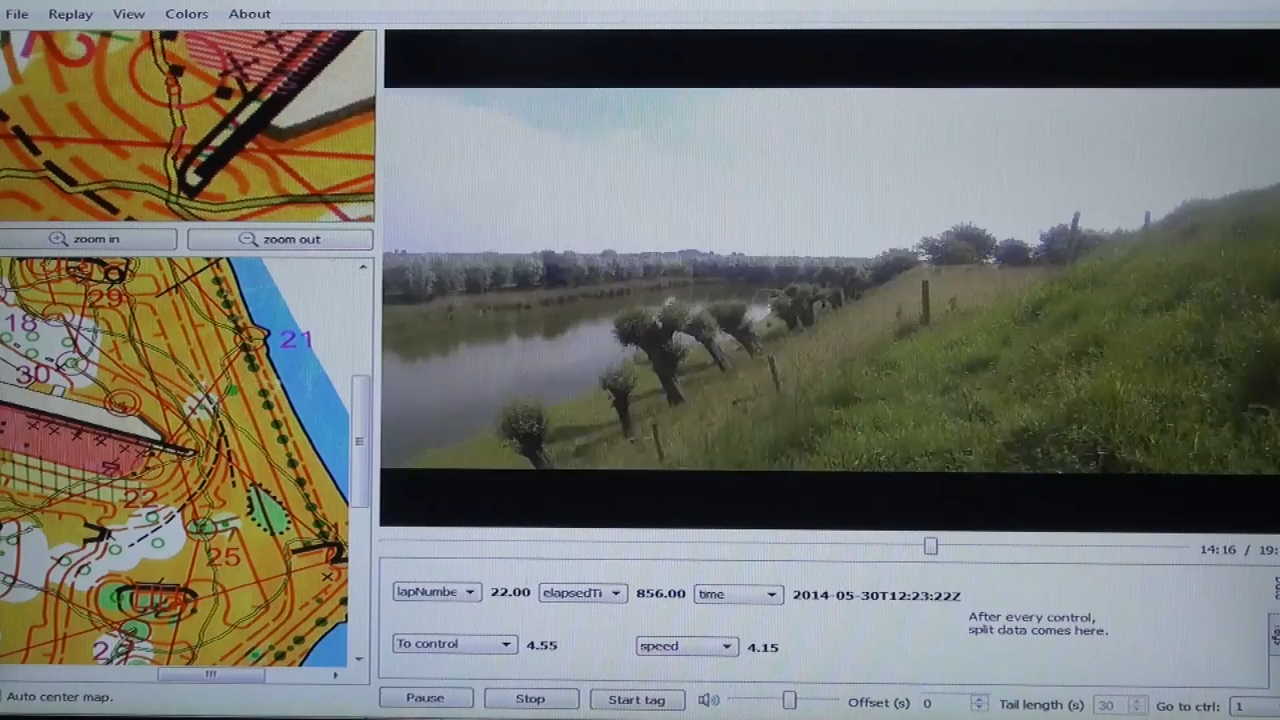 File Replay View Colors About
zoom in zoom out
29
18
21
30
22
25
14:16 / 19:
lapNumbe 22.00 elapsedTi 856.00 time 2014-05-30T12:23:22Z
After every control,
split data comes here.
To control 4.55 speed 4.15
Auto center map.
Pause Stop Start tag Offset (s) 0 Tail length (s) 30 Go to ctrl: 1